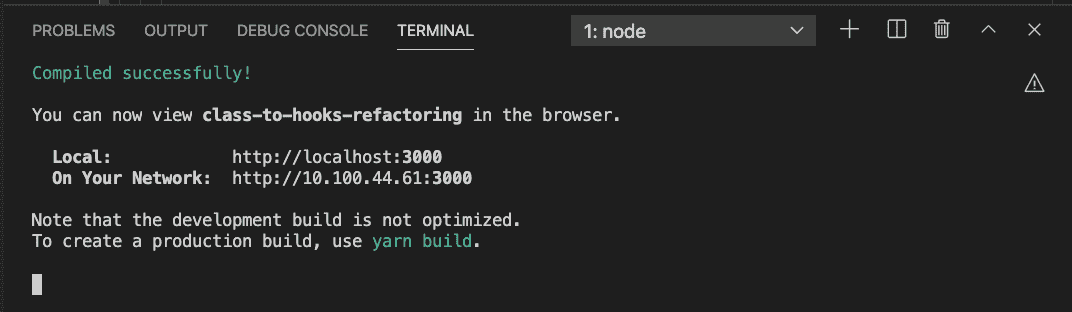 PROBLEMS OUTPUT DEBUG CONSOLE TERMINAL 1: node
Compiled successfully!
You can now view class-to-hooks-refactoring in the browser.
Local: http://localhost:3000
On Your Network: http://10.100.44.61:3000
Note that the development build is not optimized.
To create a production build, use yarn build.